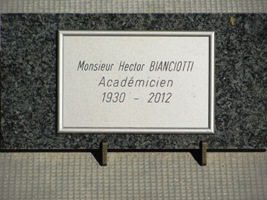 Monsieur Hector BIANCIOTTI
Académicien
1930 - 2012